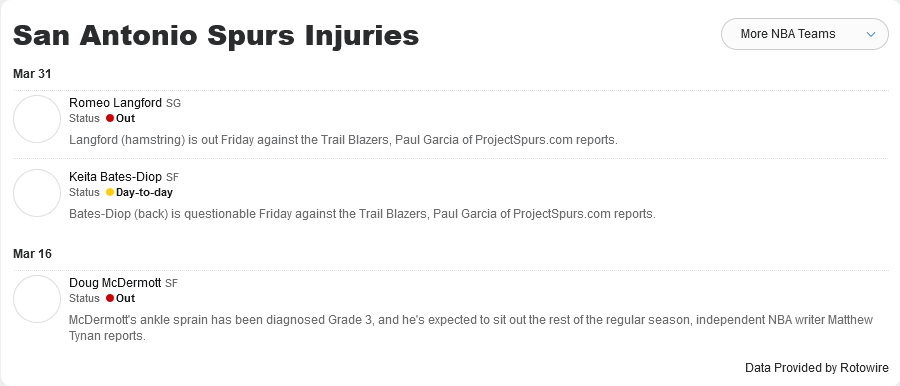 San Antonio Spurs Injuries
More NBA Teams
Mar 31
Romeo Langford SG
Status Out
Langford (hamstring) is out Friday against the Trail Blazers, Paul Garcia of ProjectSpurs.com reports.
Keita Bates-Diop SF
Status Day-to-day
Bates-Diop (back) is questionable Friday against the Trail Blazers, Paul Garcia of ProjectSpurs.com reports.
Mar 16
Doug McDermott SF
Status Out
McDermott's ankle sprain has been diagnosed Grade 3, and he's expected to sit out the rest of the regular season, independent NBA writer Matthew
Tynan reports.
Data Provided by Rotowire